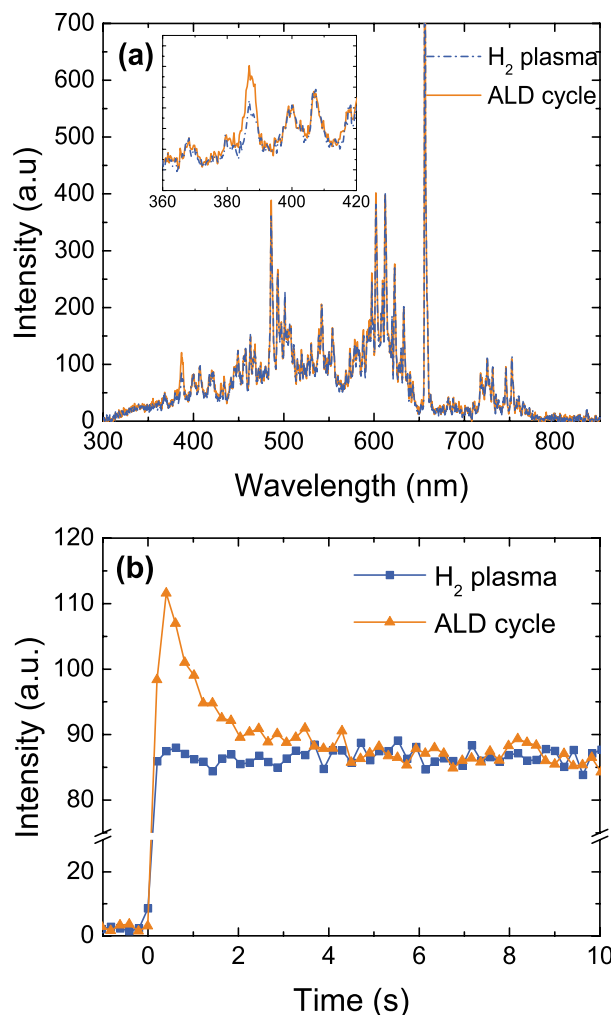 (a)
H₂ plasma
ALD cycle
700
600
500
400
300
200
100
0
360 380 400 420
300 400 500 600 700 800
Intensity (a.u)
Wavelength (nm)
(b)
H₂ plasma
ALD cycle
120
110
100
90
80
20
0
0 2 4 6 8 10
Intensity (a.u.)
Time (s)